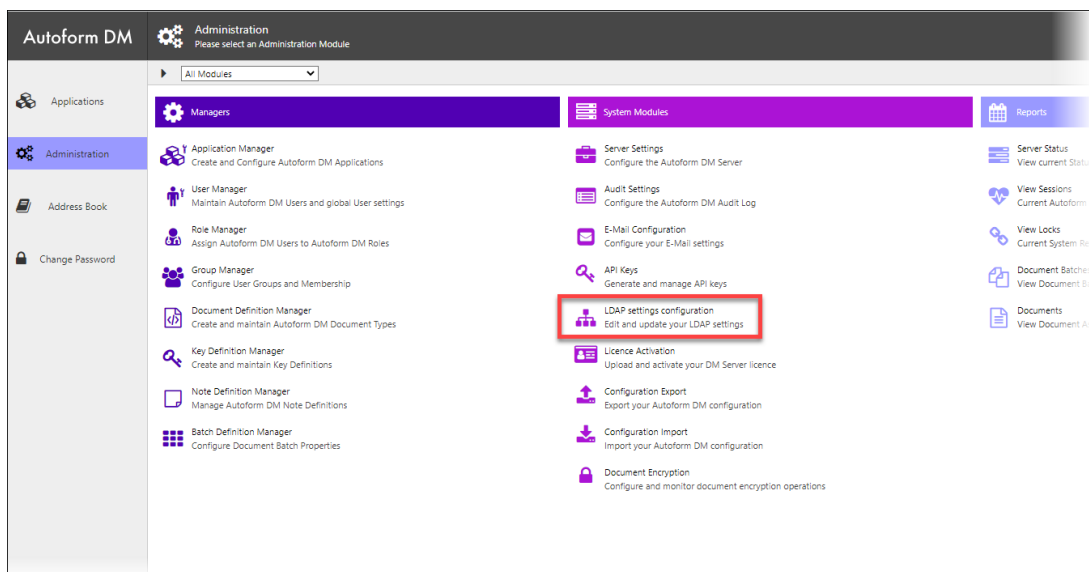 Autoform DM
Administration
Please select an Administration Module
All Modules
Applications
Administration
Address Book
Change Password
Managers
Application Manager
Create and Configure Autoform DM Applications
User Manager
Maintain Autoform DM Users and global User settings
Role Manager
Assign Autoform DM Users to Autoform DM Roles
Group Manager
Configure User Groups and Membership
Document Definition Manager
Create and maintain Autoform DM Document Types
Key Definition Manager
Create and maintain Key Definitions
Note Definition Manager
Manage Autoform DM Note Definitions
Batch Definition Manager
Configure Document Batch Properties
System Modules
Server Settings
Configure the Autoform DM Server
Audit Settings
Configure the Autoform DM Audit Log
E-Mail Configuration
Configure your E-Mail settings
API Keys
Generate and manage API keys
LDAP settings configuration
Edit and update your LDAP settings
Licence Activation
Upload and activate your DM Server licence
Configuration Export
Export your Autoform DM configuration
Configuration Import
Import your Autoform DM configuration
Document Encryption
Configure and monitor document encryption operations
Reports
Server Status
View current
View Sessions
Current Autoform
View Locks
Current System
Document Batches
View Document
Documents
View Document